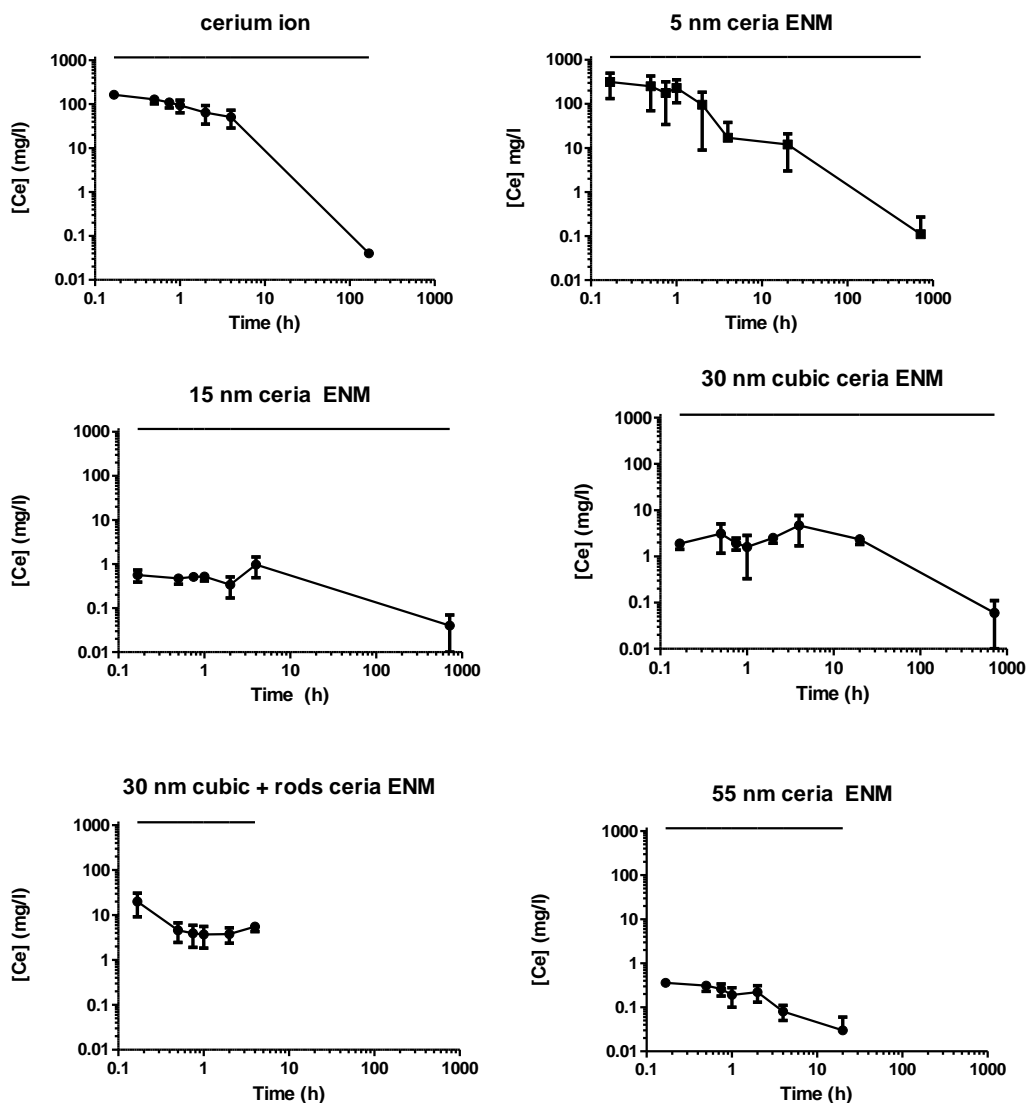 cerium ion
[Ce] (mg/l)
1000
100
10
1
0.1
0.01
0.1 1 10 100 1000
Time (h)
5 nm ceria ENM
[Ce] mg/l
1000
100
10
1
0.1
0.01
0.1 1 10 100 1000
Time (h)
15 nm ceria ENM
[Ce] (mg/l)
1000
100
10
1
0.1
0.01
0.1 1 10 100 1000
Time (h)
30 nm cubic ceria ENM
[Ce] (mg/l)
1000
100
10
1
0.1
0.01
0.1 1 10 100 1000
Time (h)
30 nm cubic + rods ceria ENM
[Ce] (mg/l)
1000
100
10
1
0.1
0.01
0.1 1 10 100 1000
Time (h)
55 nm ceria ENM
[Ce] (mg/l)
1000
100
10
1
0.1
0.01
0.1 1 10 100 1000
Time (h)